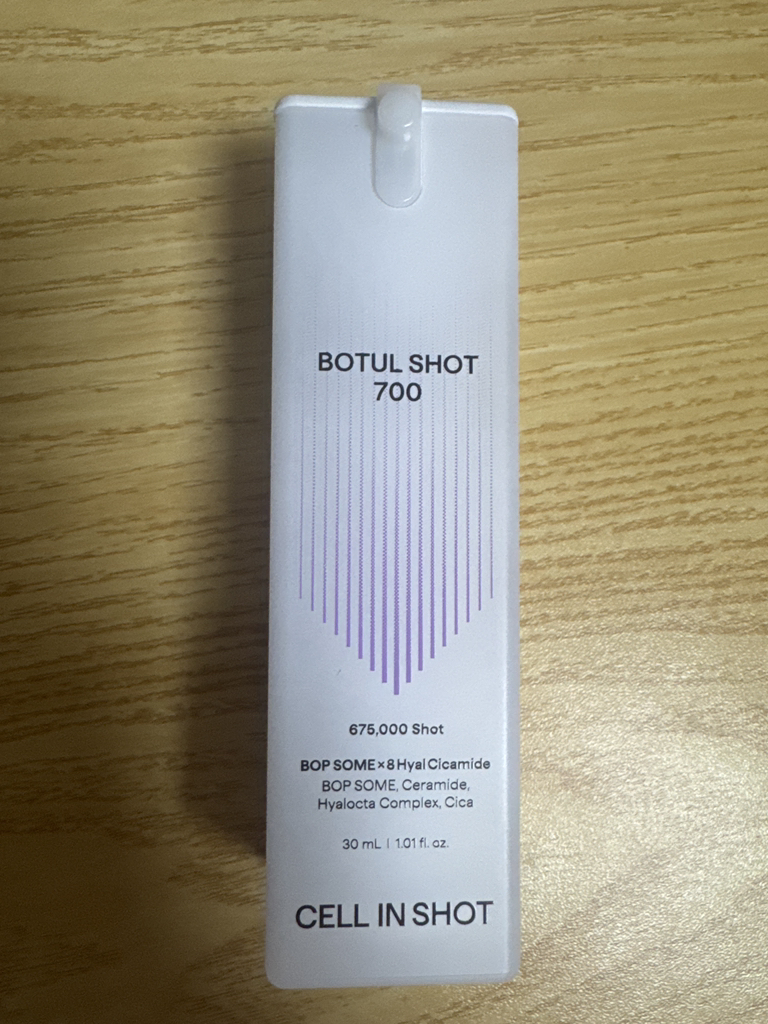 BOTUL SHOT
700
675,000 Shot
BOP SOME×8 Hyal Cicamide
BOP SOME, Ceramide,
Hyalocta Complex, Cica
30 mL | 1.01 fl. oz.
CELL IN SHOT